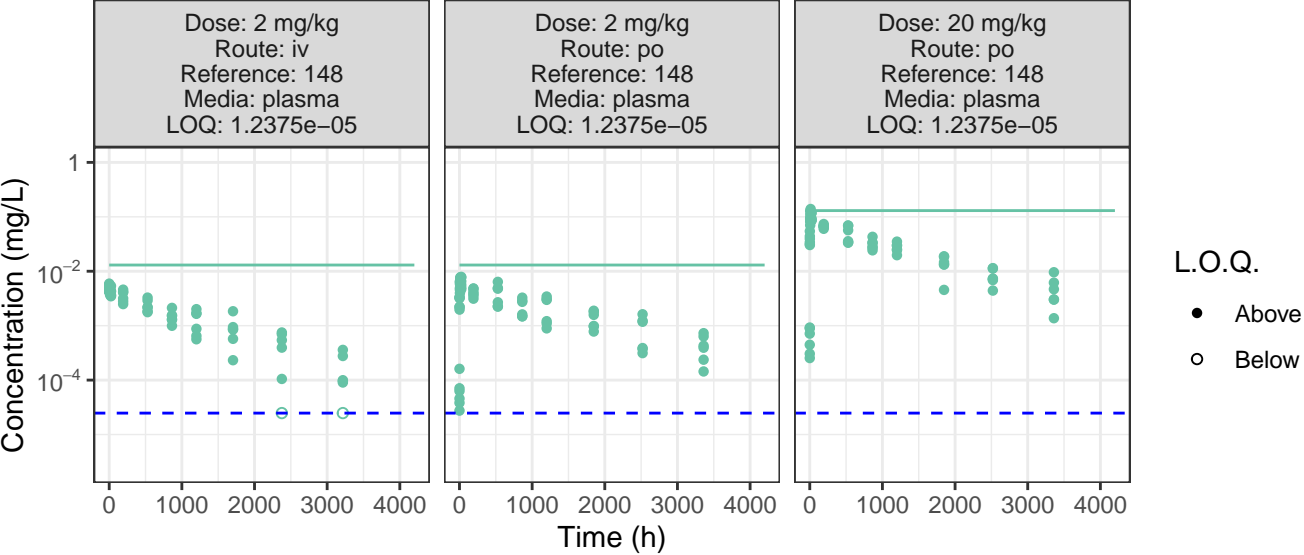 Dose: 2 mg/kg
Route: iv
Reference: 148
Media: plasma
LOQ: 1.2375e−05
Dose: 2 mg/kg
Route: po
Reference: 148
Media: plasma
LOQ: 1.2375e−05
Dose: 20 mg/kg
Route: po
Reference: 148
Media: plasma
LOQ: 1.2375e−05
Concentration (mg/L)
1
10⁻²
10⁻⁴
0 1000 2000 3000 4000
0 1000 2000 3000 4000
0 1000 2000 3000 4000
Time (h)
L.O.Q.
Above
Below